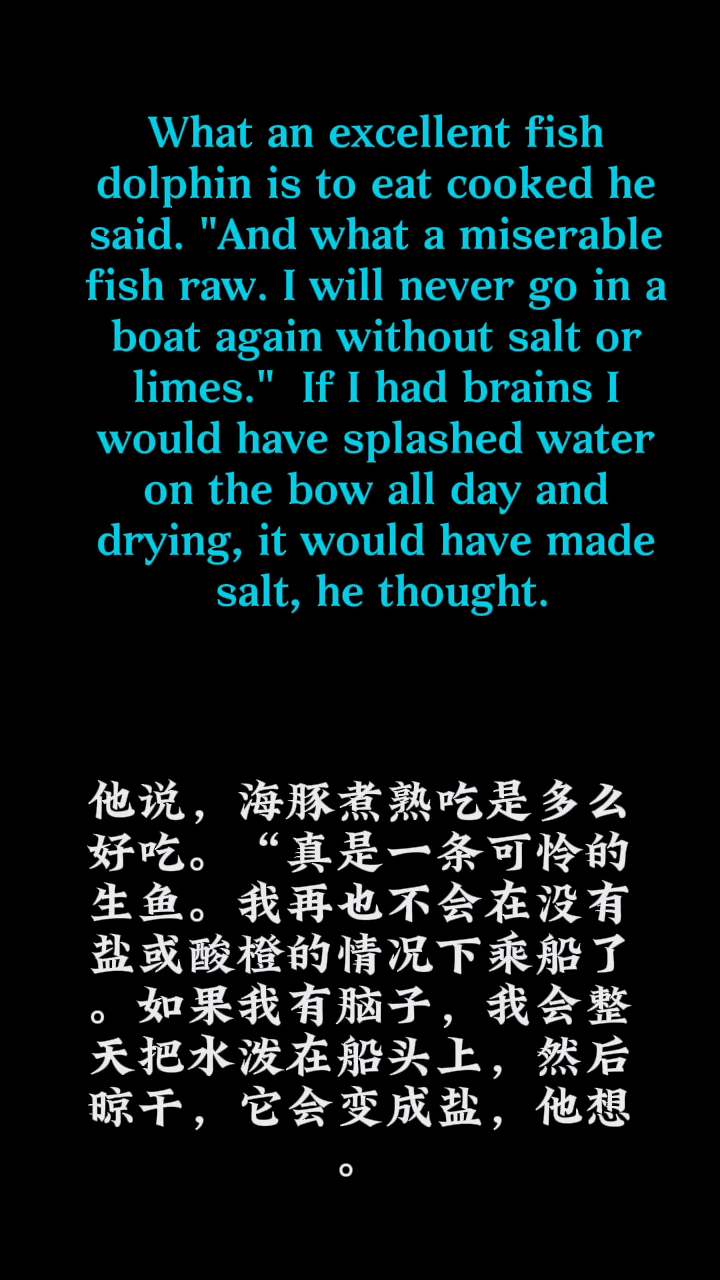 What an excellent fish
dolphin is to eat cooked he
said. "And what a miserable
fish raw. I will never go in a
boat again without salt or
limes."  If I had brains I
would have splashed water
on the bow all day and
drying, it would have made
salt, he thought.
他说，海豚煮熟吃是多么
好吃。“真是一条可怜的
生鱼。我再也不会在没有
盐或酸橙的情况下乘船了
。如果我有脑子，我会整
天把水泼在船头上，然后
晾干，它会变成盐，他想
。